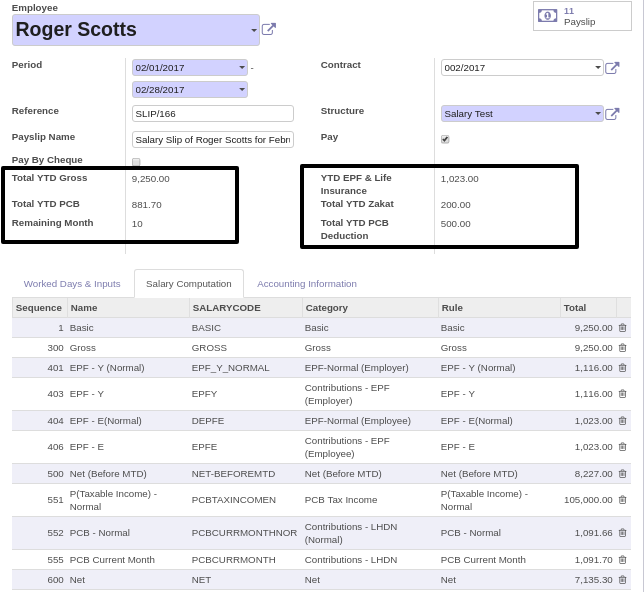 Employee
Roger Scotts
11
Payslip
Period
02/01/2017 -
02/28/2017
Contract
002/2017
Reference
SLIP/166
Structure
Salary Test
Payslip Name
Salary Slip of Roger Scotts for Febru
Pay
Pay By Cheque
Total YTD Gross
9,250.00
Total YTD PCB
881.70
Remaining Month
10
YTD EPF & Life
Insurance
1,023.00
Total YTD Zakat
200.00
Total YTD PCB
Deduction
500.00
Worked Days & Inputs Salary Computation Accounting Information
Sequence Name SALARYCODE Category Rule Total
1 Basic BASIC Basic Basic 9,250.00
300 Gross GROSS Gross Gross 9,250.00
401 EPF - Y (Normal) EPF_Y_NORMAL EPF-Normal (Employer) EPF - Y (Normal) 1,116.00
403 EPF - Y EPFY Contributions - EPF (Employer) EPF - Y 1,116.00
404 EPF - E(Normal) DEPFE EPF-Normal (Employee) EPF - E(Normal) 1,023.00
406 EPF - E EPFE Contributions - EPF (Employee) EPF - E 1,023.00
500 Net (Before MTD) NET-BEFOREMTD Net (Before MTD) Net (Before MTD) 8,227.00
551 P(Taxable Income) - Normal PCBTAXINCOMEN PCB Tax Income P(Taxable Income) - Normal 105,000.00
552 PCB - Normal PCBCURRMONTHNOR Contributions - LHDN (Normal) PCB - Normal 1,091.66
555 PCB Current Month PCBCURRMONTH Contributions - LHDN PCB Current Month 1,091.70
600 Net NET Net Net 7,135.30